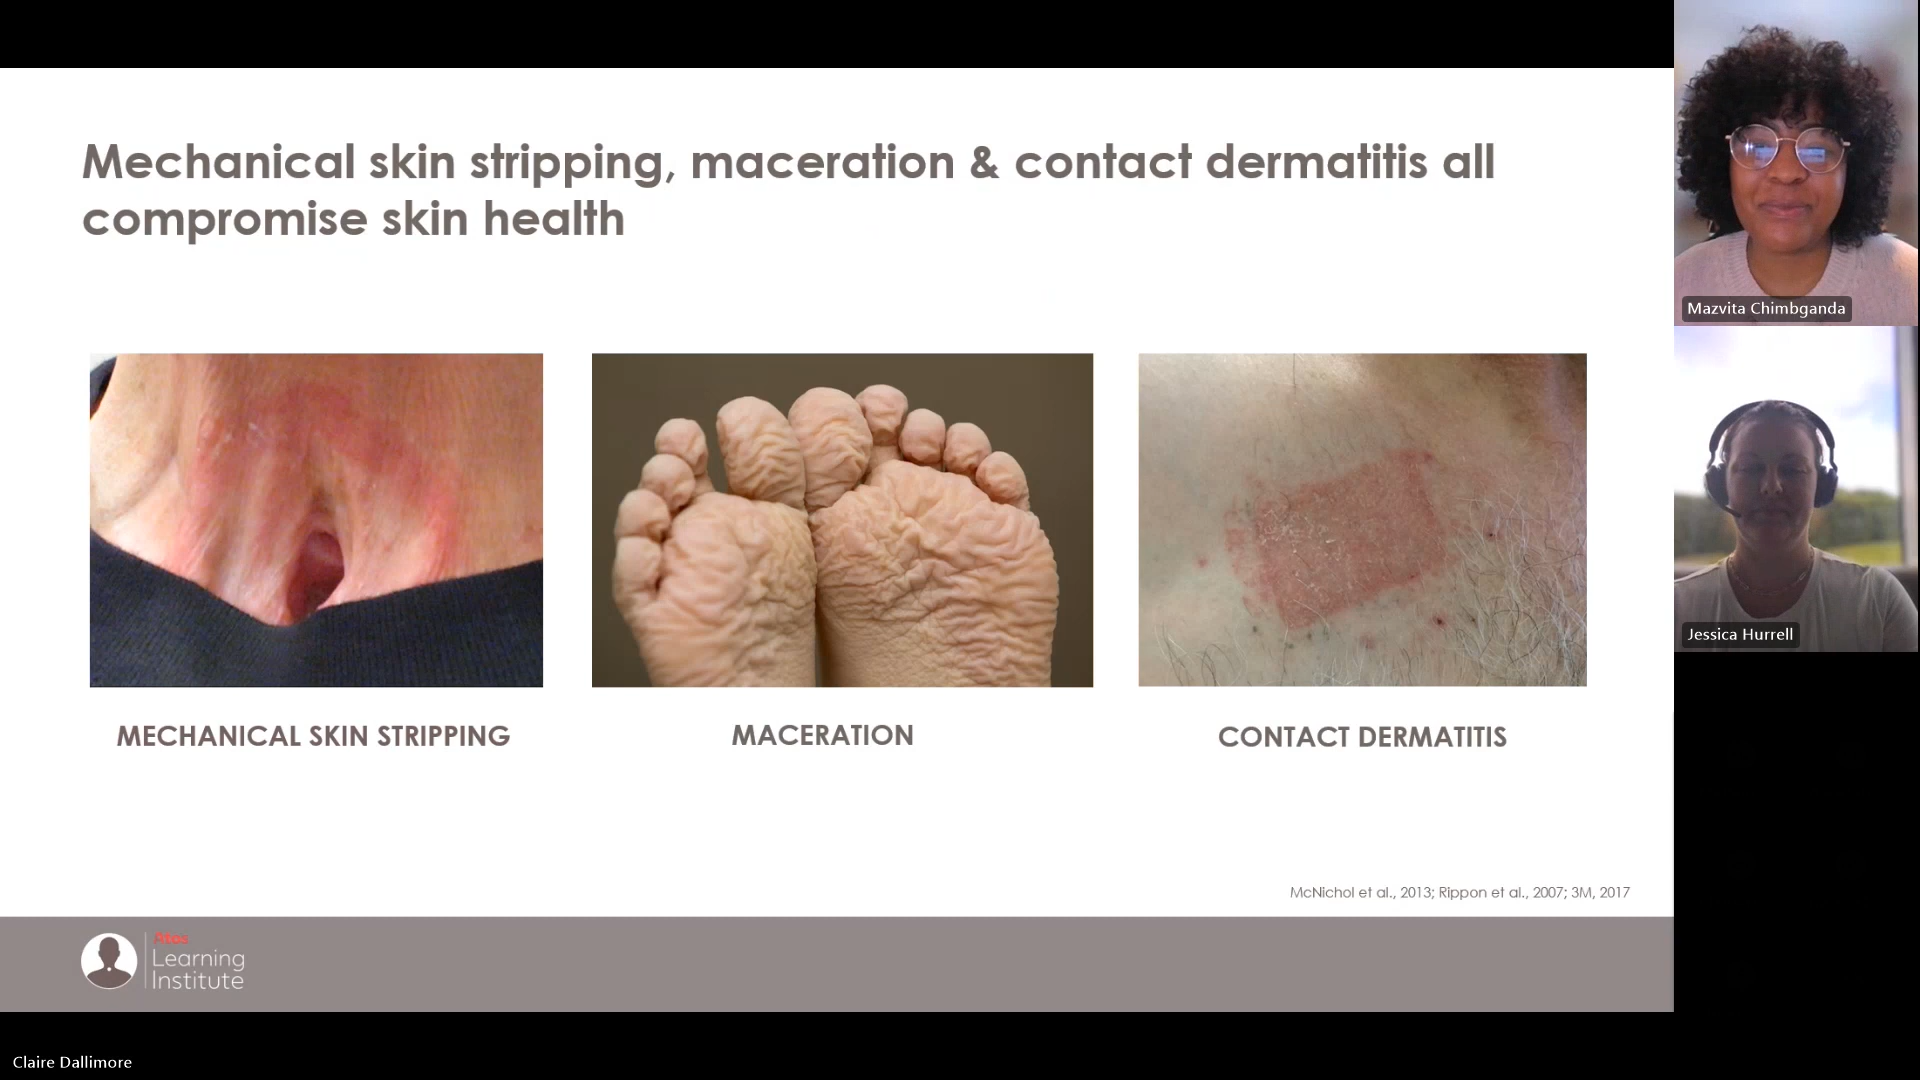 Mechanical skin stripping, maceration & contact dermatitis all
compromise skin health
MECHANICAL SKIN STRIPPING
MACERATION
CONTACT DERMATITIS
McNichol et al., 2013; Rippon et al., 2007; 3M, 2017
Atos
Learning
Institute
Mazvita Chimbganda
Jessica Hurrell
Claire Dallimore